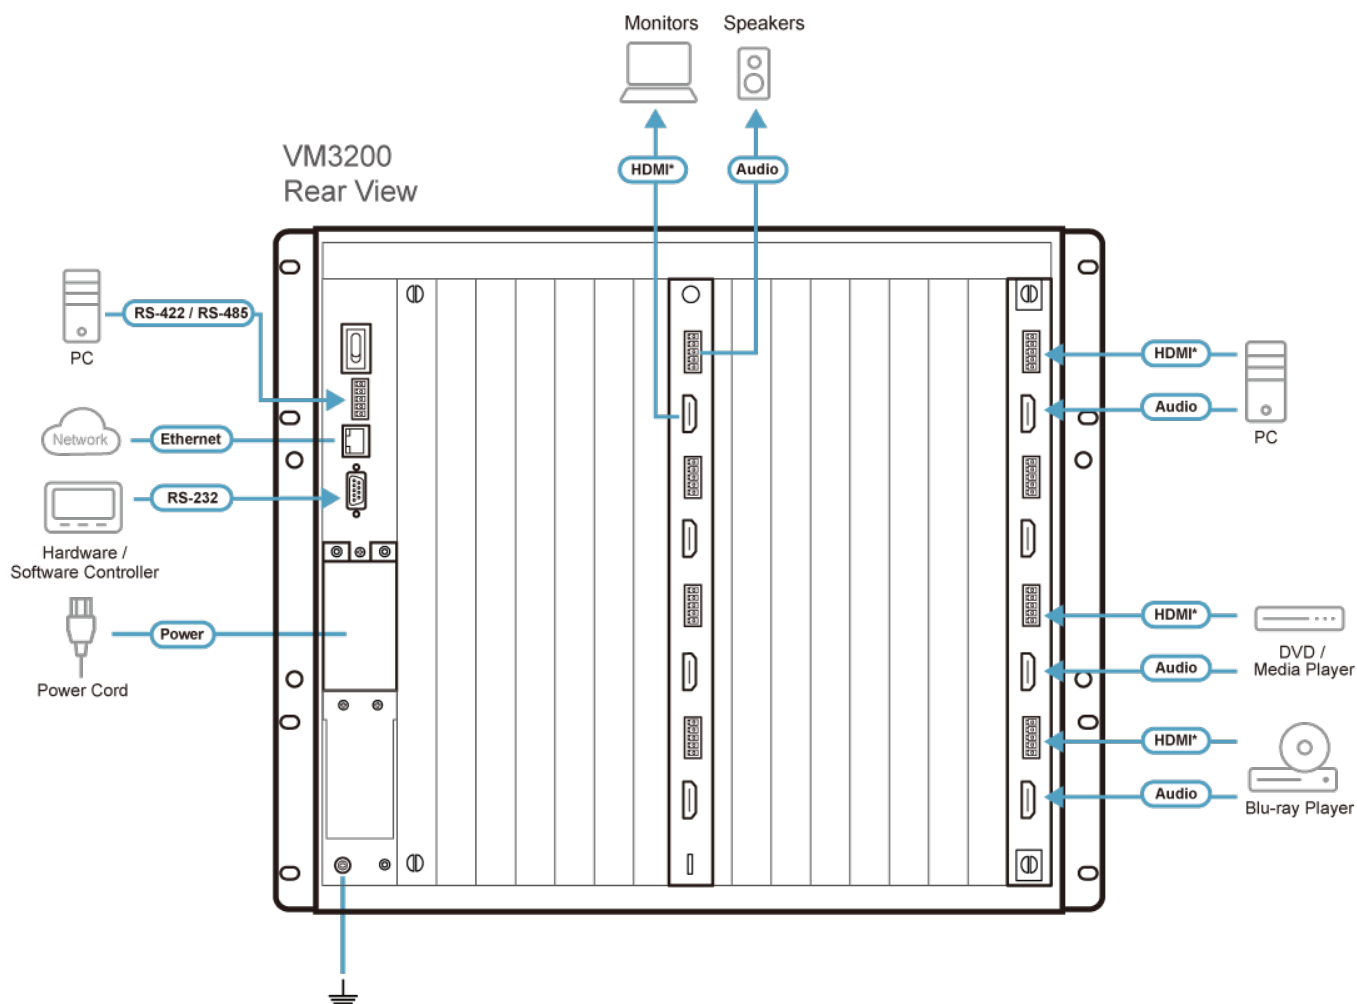 Monitors
Speakers
HDMI*
Audio
VM3200
Rear View
RS-422 / RS-485
PC
Network
Ethernet
RS-232
Hardware /
Software Controller
Power
Power Cord
HDMI*
Audio
PC
HDMI*
Audio
DVD /
Media Player
HDMI*
Audio
Blu-ray Player